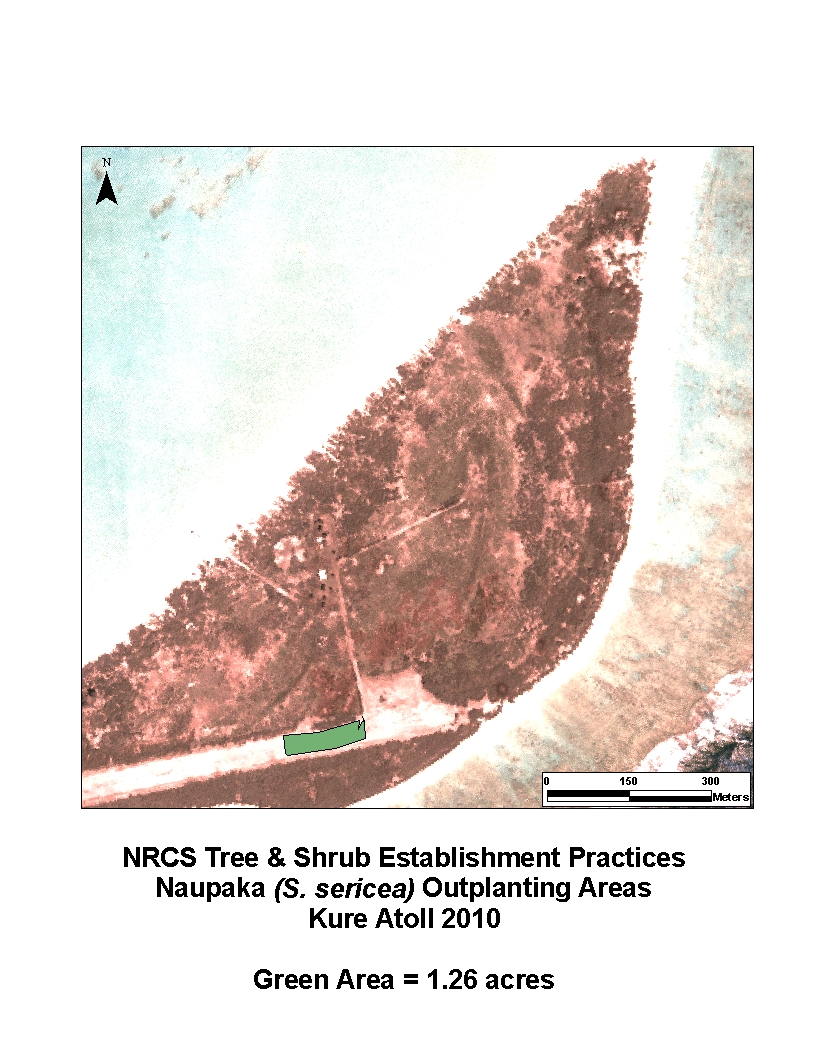 N
0 150 300
Meters
NRCS Tree & Shrub Establishment Practices
Naupaka (S. sericea) Outplanting Areas
Kure Atoll 2010
Green Area = 1.26 acres